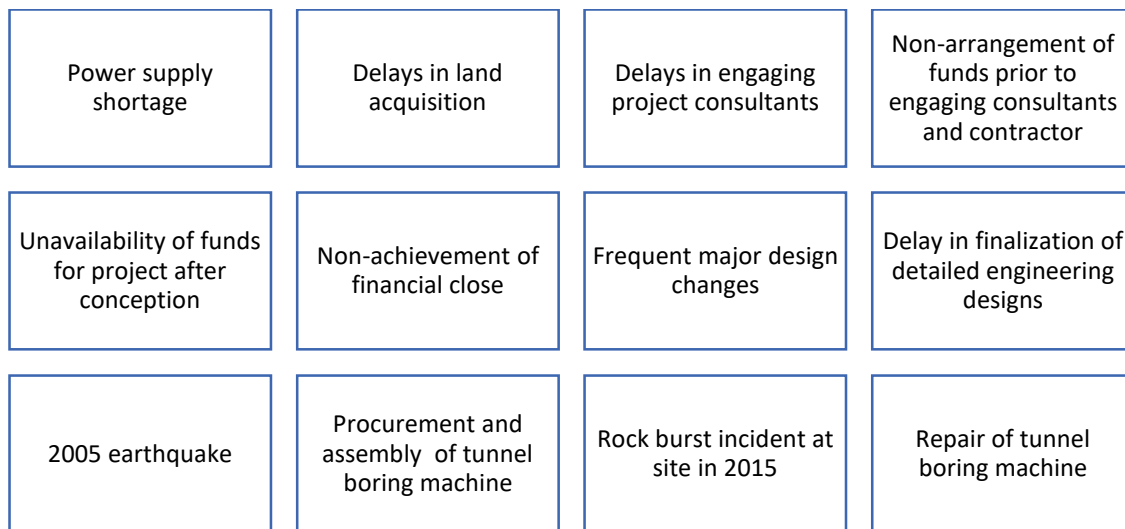 Power supply
shortage
Delays in land
acquisition
Delays in engaging
project consultants
Non-arrangement of
funds prior to
engaging consultants
and contractor
Unavailability of funds
for project after
conception
Non-achievement of
financial close
Frequent major design
changes
Delay in finalization of
detailed engineering
designs
2005 earthquake
Procurement and
assembly of tunnel
boring machine
Rock burst incident at
site in 2015
Repair of tunnel
boring machine